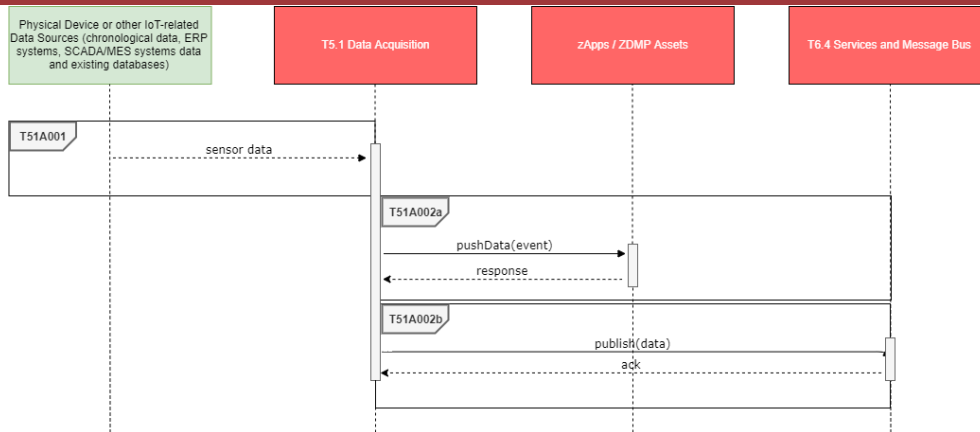 Physical Device or other IoT-related
Data Sources (chronological data, ERP
systems, SCADA/MES systems data
and existing databases)
T5.1 Data Acquisition
zApps / ZDMP Assets
T6.4 Services and Message Bus
T51A001
sensor data
T51A002a
pushData(event)
response
T51A002b
publish(data)
ack